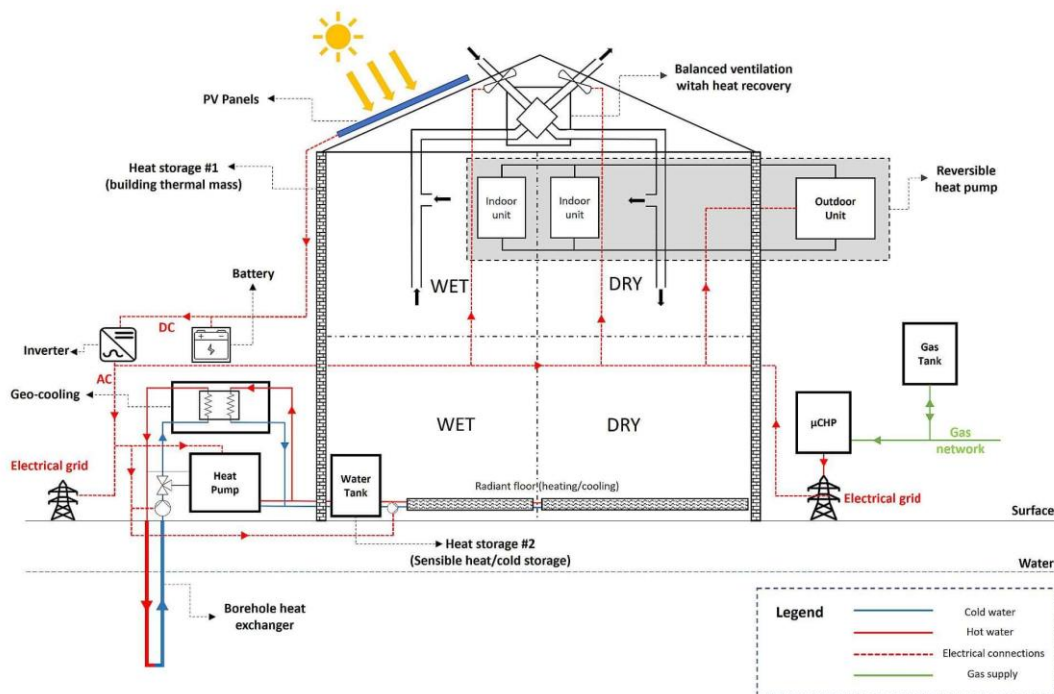 Balanced ventilation
witah heat recovery
PV Panels
Heat storage #1
(building thermal mass)
Reversible
heat pump
Indoor
unit
Indoor
unit
Outdoor
Unit
Battery
WET
DRY
DC
Inverter
AC
Gas
Tank
Geo-cooling
WET
DRY
µCHP
Gas
network
Electrical grid
Heat
Pump
Water
Tank
Radiant floor (heating/cooling)
Electrical grid
Surface
Heat storage #2
(Sensible heat/cold storage)
Water
Borehole heat
exchanger
Legend
Cold water
Hot water
Electrical connections
Gas supply